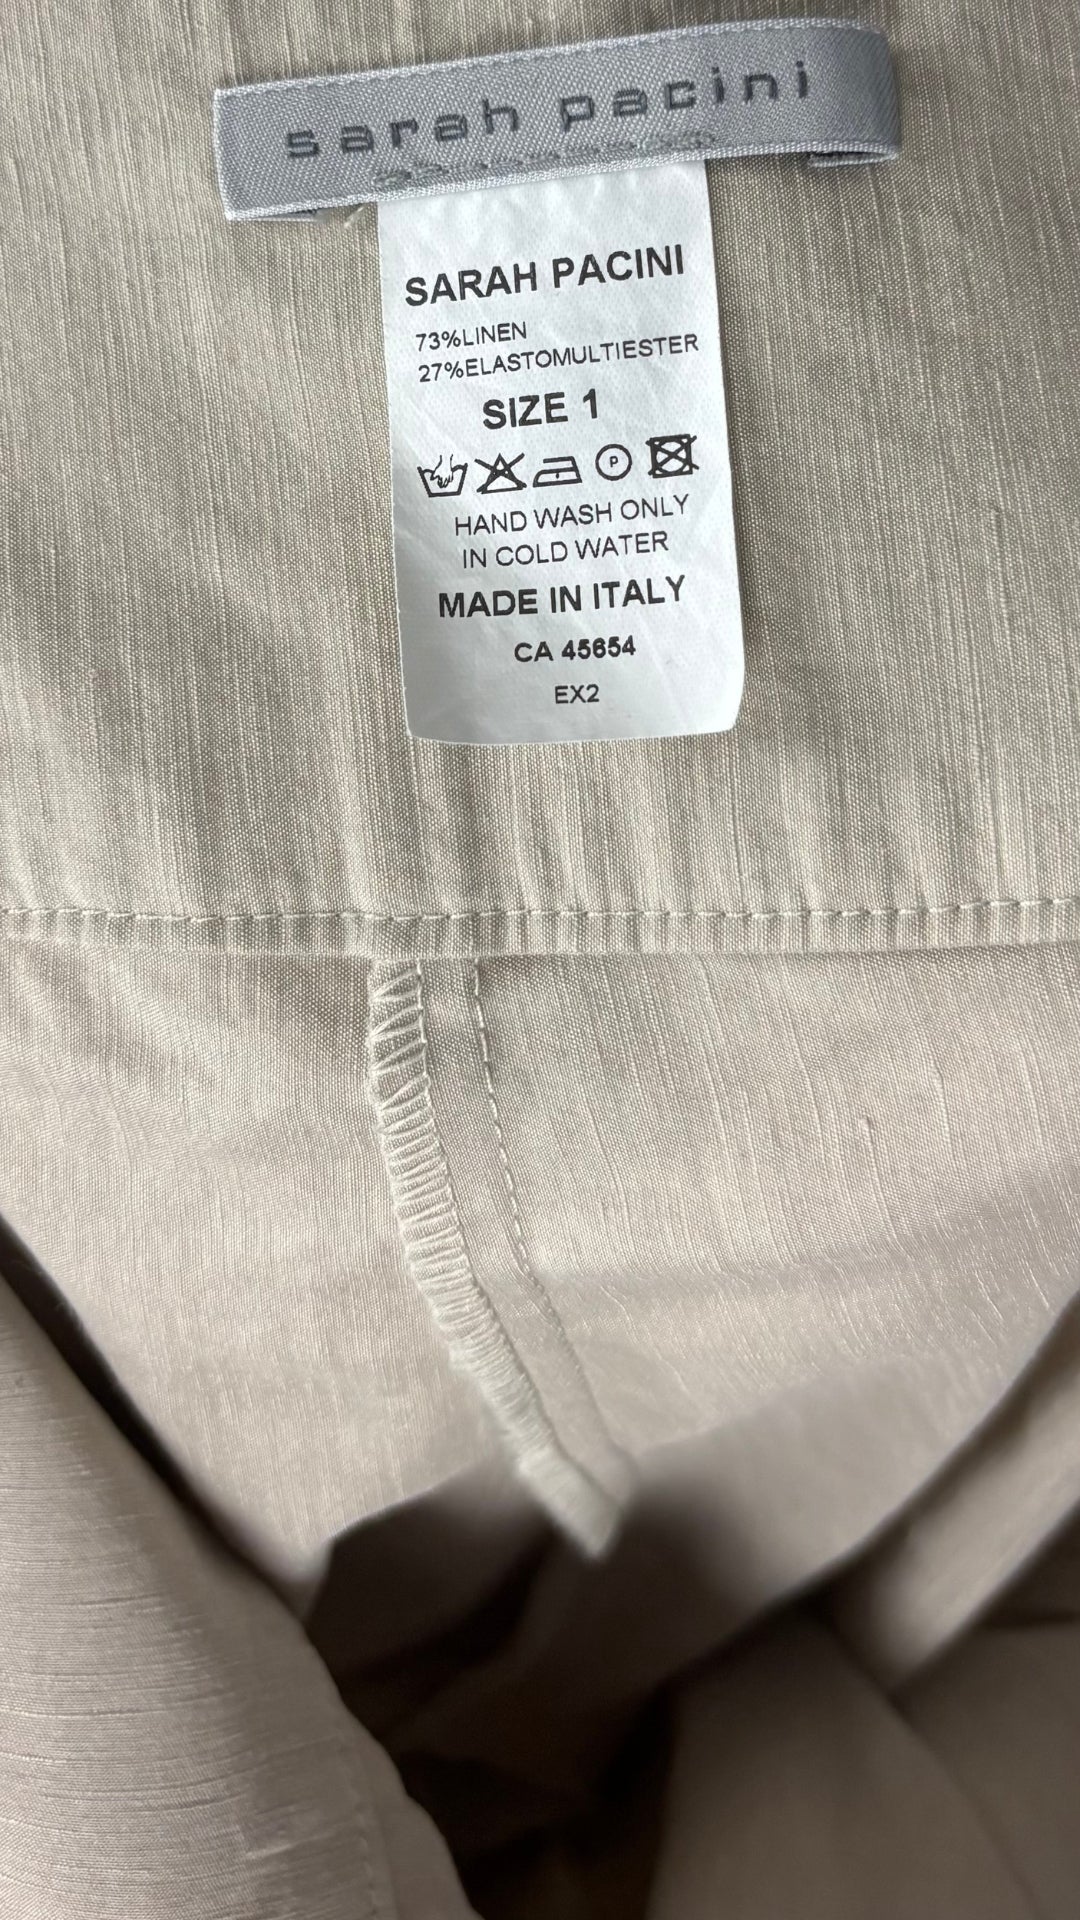 sarah pacini
SARAH PACINI
73%LINEN
27%ELASTOMULTIESTER
SIZE 1
P
HAND WASH ONLY
IN COLD WATER
MADE IN ITALY
CA 45654
EX2